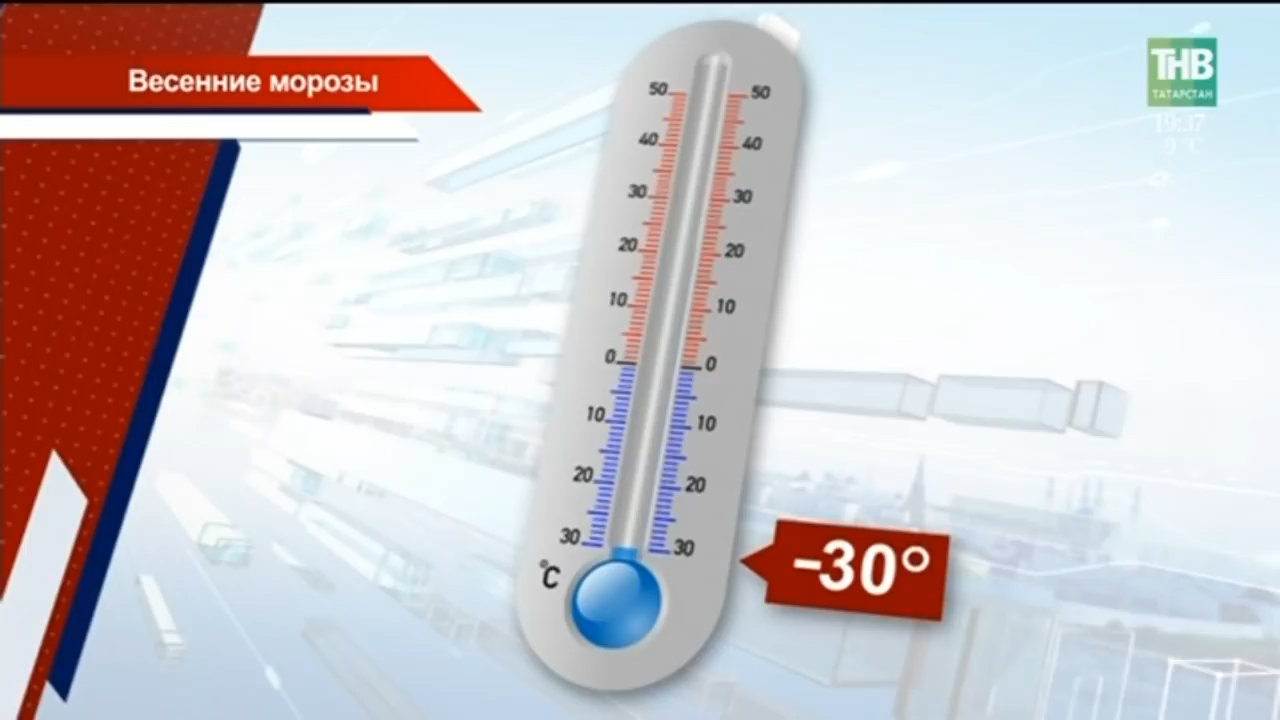 Весенние морозы
ТНВ
ТАТАРСТАН
19:37
50 50
40 40
30 30
20 20
10 10
0 0
10 10
20 20
30 30
°C
-30°